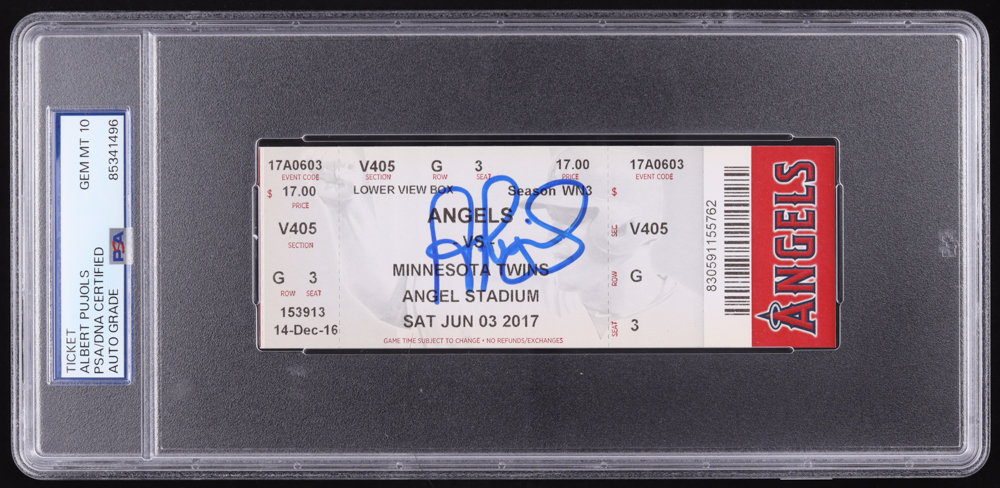 TICKET
ALBERT PUJOLS
PSA/DNA CERTIFIED
AUTO GRADE
GEM MT 10
85341496
PSA
17A0603
EVENT CODE
V405
SECTION
G
ROW
3
SEAT
17.00
PRICE
17A0603
EVENT CODE
$ 17.00
PRICE
LOWER VIEW BOX
Season WN3
$
V405
SECTION
ANGELS
- VS -
MINNESOTA TWINS
ANGEL STADIUM
SAT JUN 03 2017
GAME TIME SUBJECT TO CHANGE • NO REFUNDS/EXCHANGES
G 3
ROW SEAT
153913
14-Dec-16
SEC V405
ROW G
SEAT 3
830591155762
ANGELS